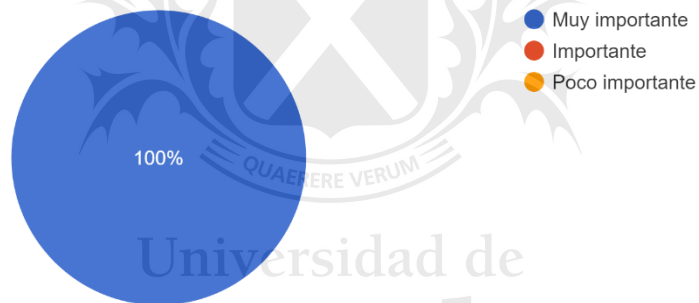 Muy importante
Importante
Poco importante
100%
QUAERERE VERUM
Universidad de